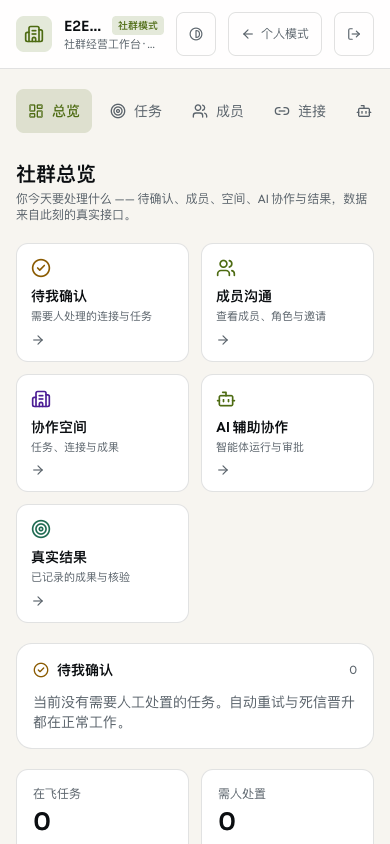 E2E... 社群模式
社群经营工作台·...
个人模式
总览 任务 成员 连接
社群总览
你今天要处理什么 —— 待我确认、成员、空间、AI 协作与结果，数据
来自此刻的真实接口。
待我确认
需要人处理的连接与任务
成员沟通
查看成员、角色与邀请
协作空间
任务、连接与成果
AI 辅助协作
智能体运行与审批
真实结果
已记录的成果与核验
待我确认 0
当前没有需要人工处置的任务。自动重试与死信晋升
都在正常工作。
在飞任务
0
需人处置
0